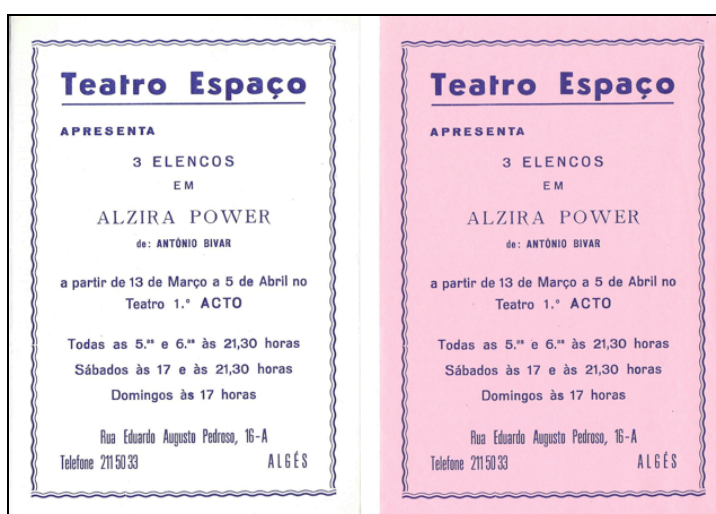 Teatro Espaço
APRESENTA
3 ELENCOS
EM
ALZIRA POWER
de: ANTÓNIO BIVAR
a partir de 13 de Março a 5 de Abril no
Teatro 1.º ACTO
Todas as 5.ªs e 6.ªs às 21,30 horas
Sábados às 17 e às 21,30 horas
Domingos às 17 horas
Rua Eduardo Augusto Pedroso, 16-A
Telefone 211 50 33 ALGÉS
Teatro Espaço
APRESENTA
3 ELENCOS
EM
ALZIRA POWER
de: ANTÓNIO BIVAR
a partir de 13 de Março a 5 de Abril no
Teatro 1.º ACTO
Todas as 5.ªs e 6.ªs às 21,30 horas
Sábados às 17 e às 21,30 horas
Domingos às 17 horas
Rua Eduardo Augusto Pedroso, 16-A
Telefone 211 50 33 ALGÉS